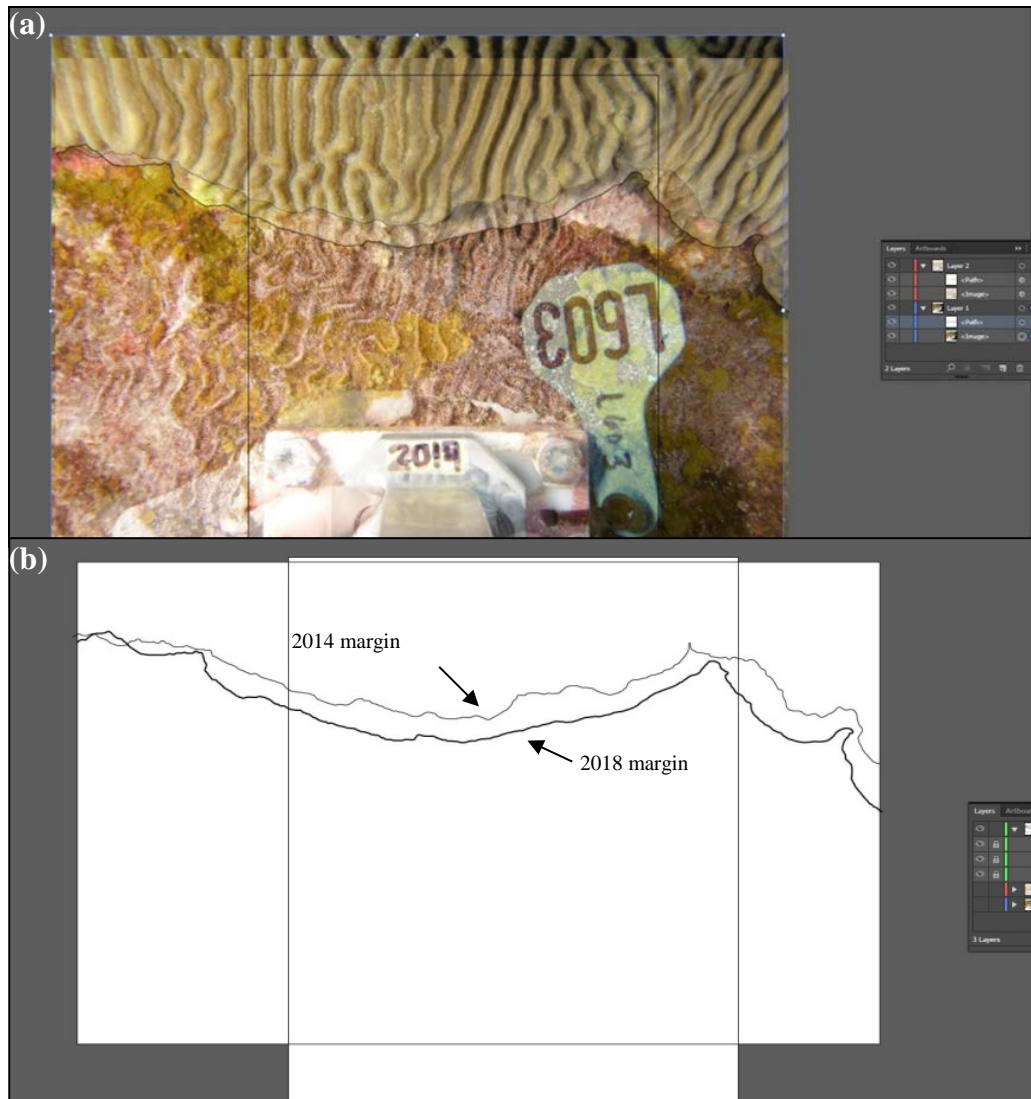 (a)
Layers Artboards
Layer 2
<Path>
<Image>
Layer 1
<Path>
<Image>
2 Layers
L603
L603
2018
(b)
2014 margin
2018 margin
Layers Artboa
3 Layers